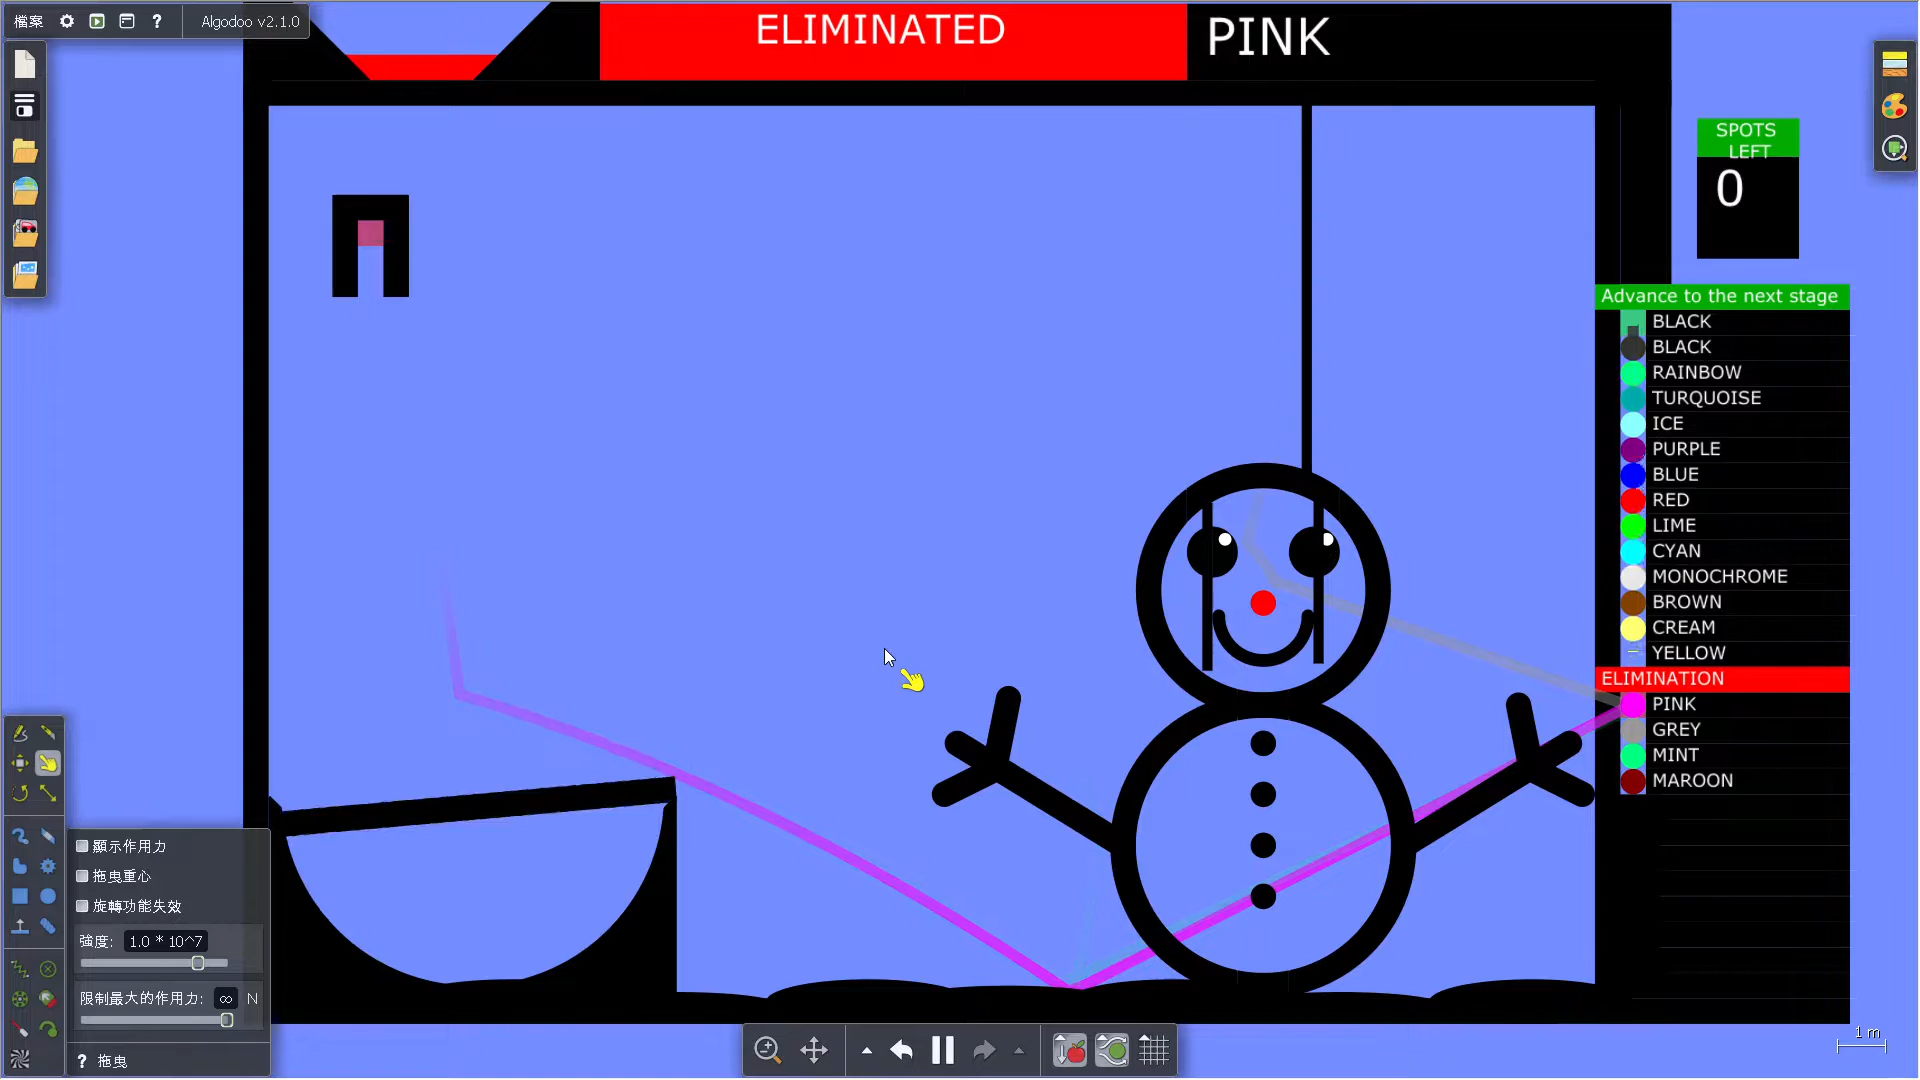 檔案
?
Algodoo v2.1.0
ELIMINATED
PINK
SPOTS
LEFT
0
Advance to the next stage
BLACK
BLACK
RAINBOW
TURQUOISE
ICE
PURPLE
BLUE
RED
LIME
CYAN
MONOCHROME
BROWN
CREAM
YELLOW
ELIMINATION
PINK
GREY
MINT
MAROON
顯示作用力
拖曳重心
旋轉功能失效
強度: 1.0 * 10^7
限制最大的作用力: ∞ N
? 拖曳
1 m